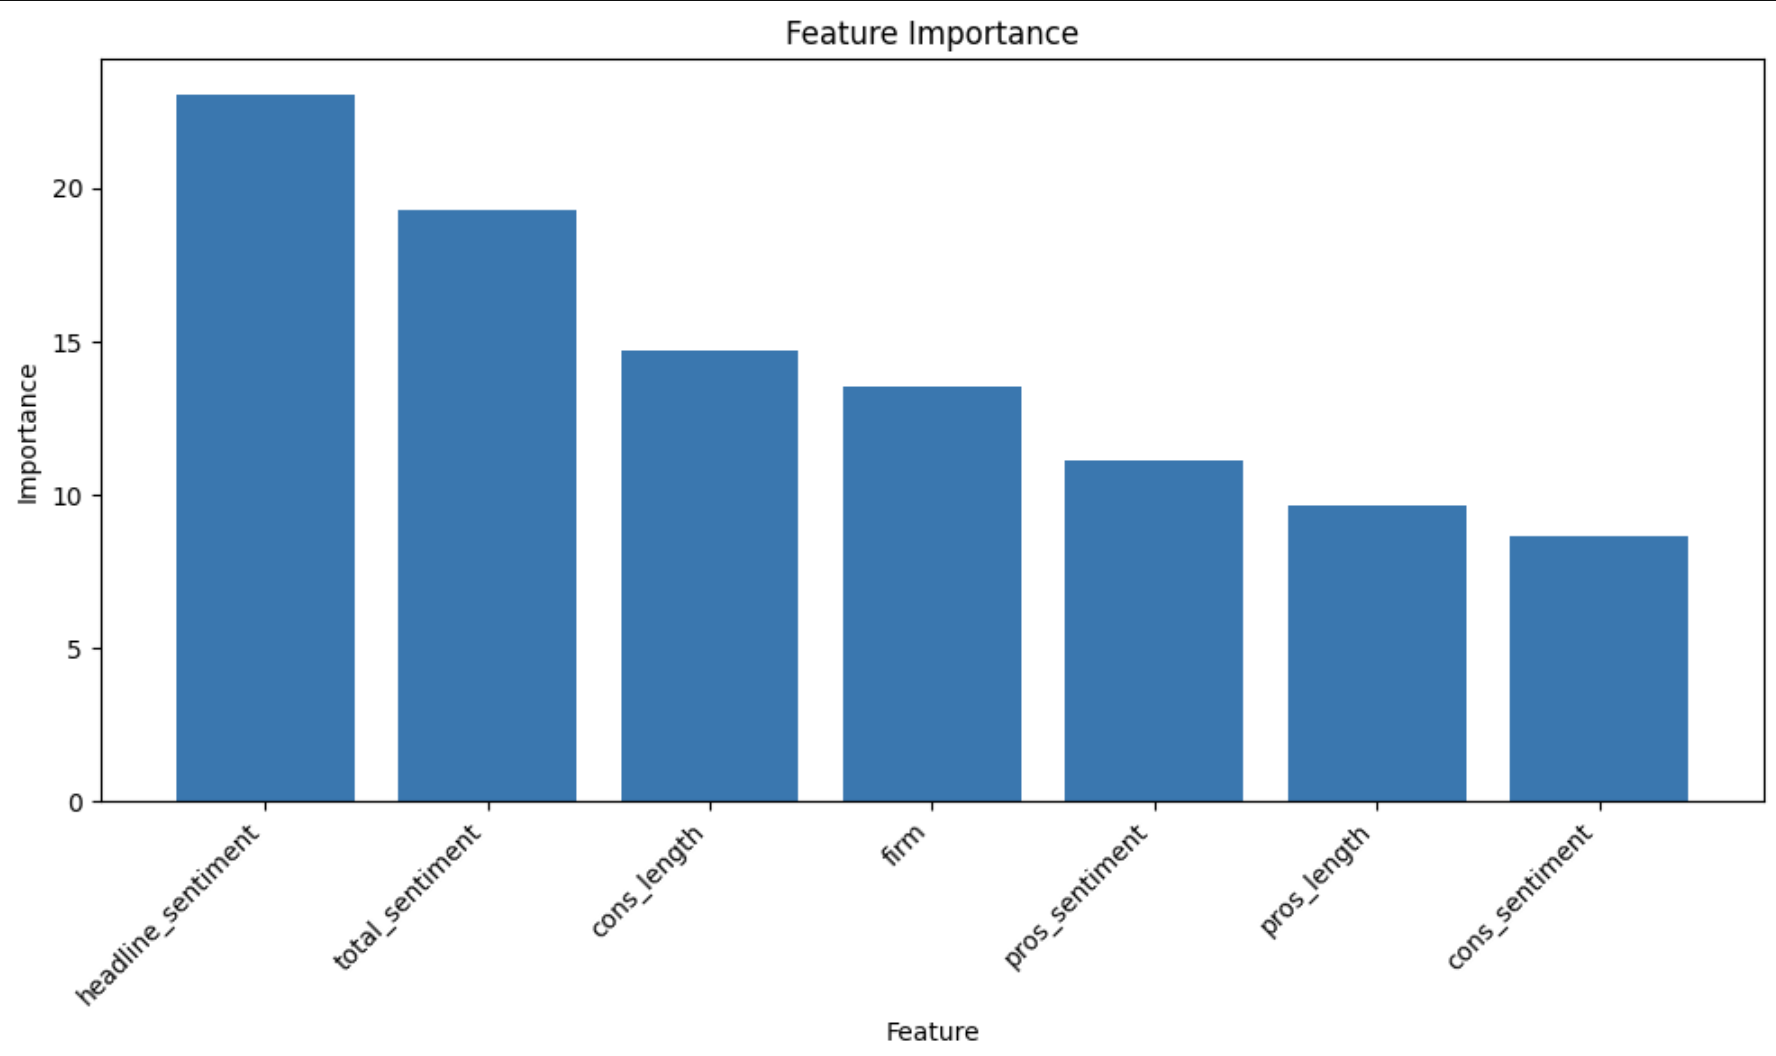 Feature Importance
Importance
20
15
10
5
0
headline_sentiment
total_sentiment
cons_length
firm
pros_sentiment
pros_length
cons_sentiment
Feature